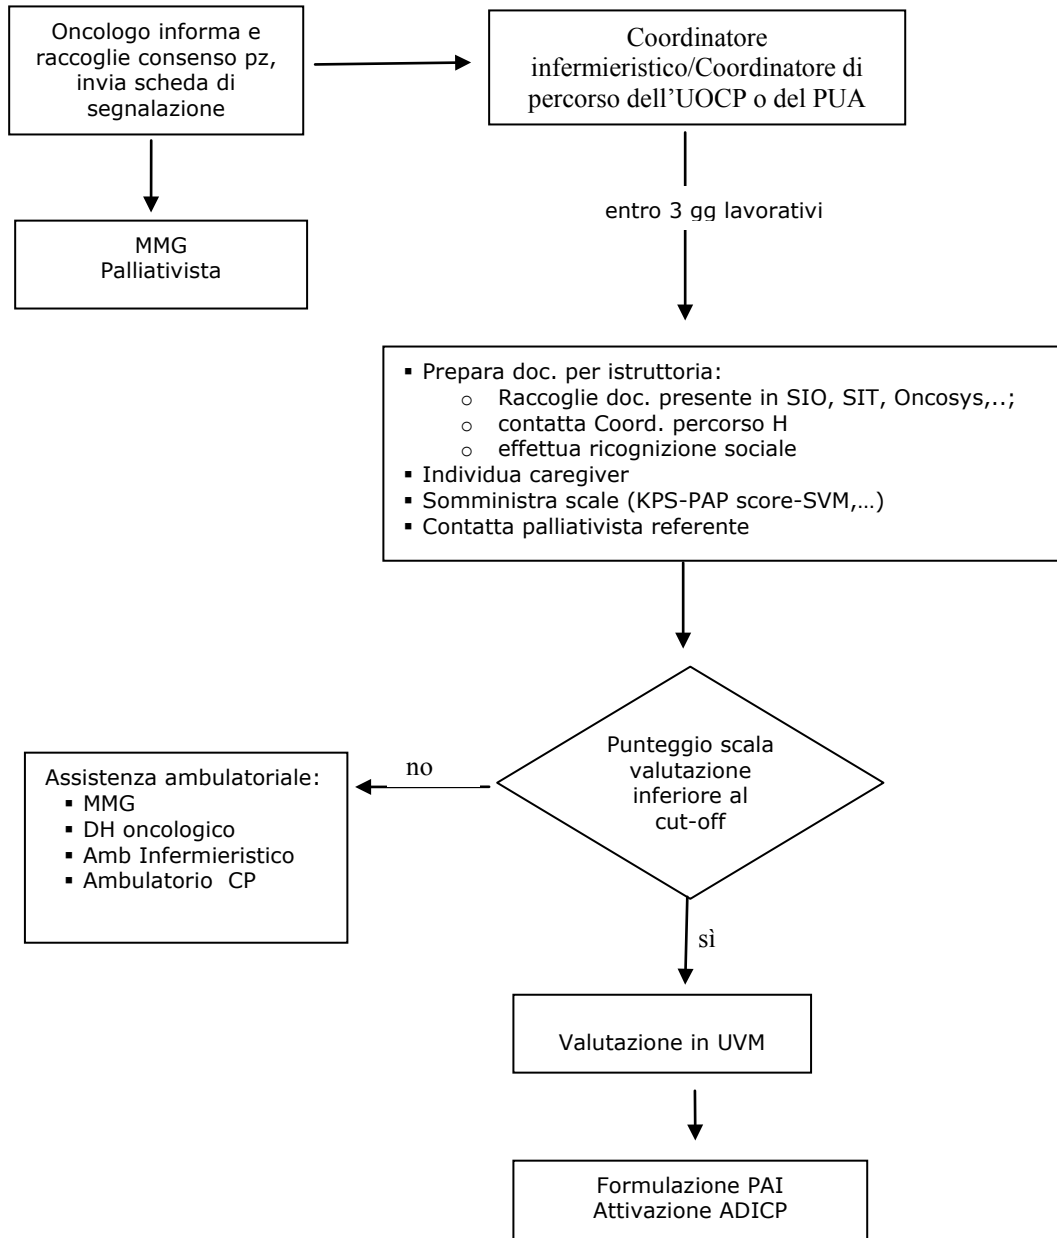 Oncologo informa e
raccoglie consenso pz,
invia scheda di
segnalazione
Coordinatore
infermieristico/Coordinatore di
percorso dell'UOCP o del PUA
MMG
Palliativista
entro 3 gg lavorativi
▪ Prepara doc. per istruttoria:
o Raccoglie doc. presente in SIO, SIT, Oncosys,..;
o contatta Coord. percorso H
o effettua ricognizione sociale
▪ Individua caregiver
▪ Somministra scale (KPS-PAP score-SVM,…)
▪ Contatta palliativista referente
Punteggio scala
valutazione
inferiore al
cut-off
no
Assistenza ambulatoriale:
▪ MMG
▪ DH oncologico
▪ Amb Infermieristico
▪ Ambulatorio CP
sì
Valutazione in UVM
Formulazione PAI
Attivazione ADICP